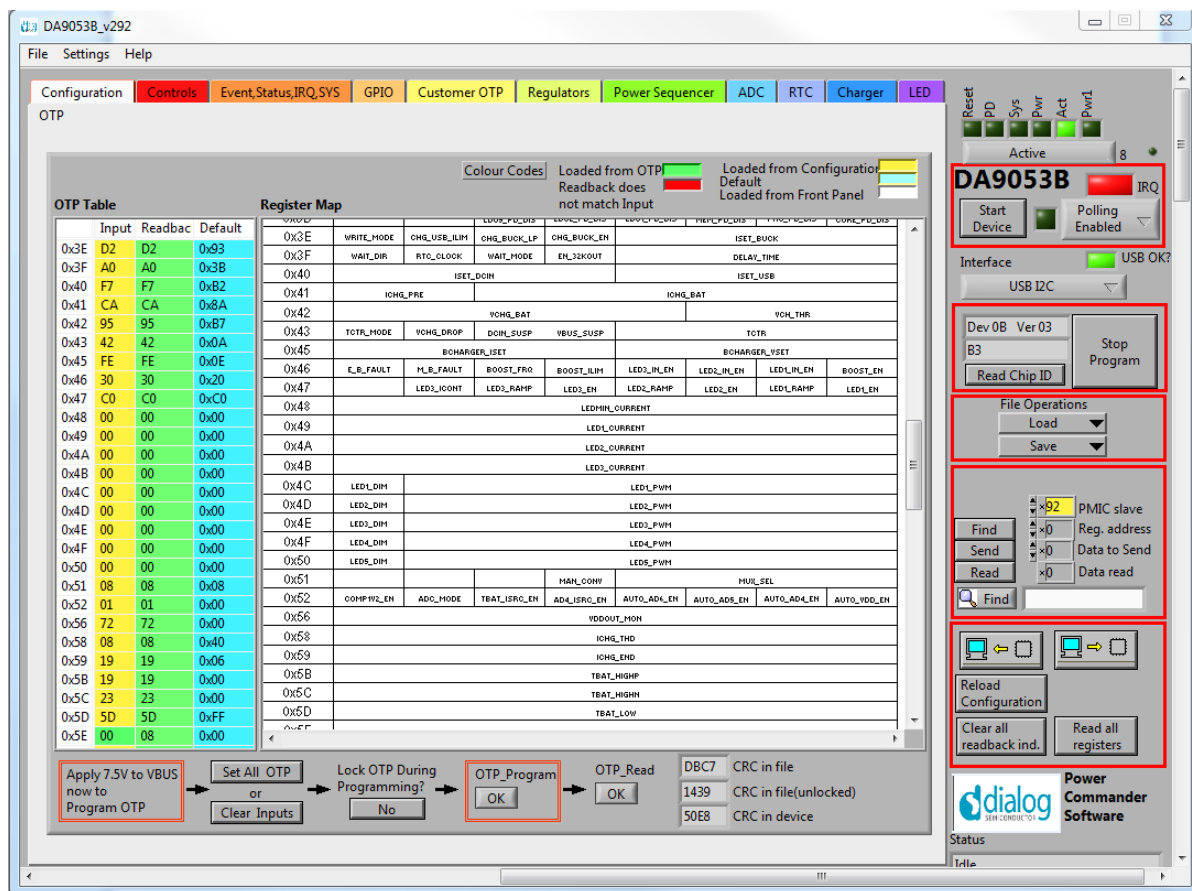 DA9053B_v292
File Settings Help
Configuration Controls Event,Status,IRQ,SYS GPIO Customer OTP Regulators Power Sequencer ADC RTC Charger LED
OTP
Colour Codes Loaded from OTP Loaded from Configuration
Readback does Default
not match Input Loaded from Front Panel
OTP Table Register Map
Input Readbac Default
0x3E D2 D2 0x93
0x3F A0 A0 0x3B
0x40 F7 F7 0xB2
0x41 CA CA 0x8A
0x42 95 95 0xB7
0x43 42 42 0x0A
0x45 FE FE 0x0E
0x46 30 30 0x20
0x47 C0 C0 0xC0
0x48 00 00 0x00
0x49 00 00 0x00
0x4A 00 00 0x00
0x4B 00 00 0x00
0x4C 00 00 0x00
0x4D 00 00 0x00
0x4E 00 00 0x00
0x4F 00 00 0x00
0x50 00 00 0x00
0x51 08 08 0x08
0x52 01 01 0x00
0x56 72 72 0x00
0x58 08 08 0x40
0x59 19 19 0x06
0x5B 19 19 0x00
0x5C 23 23 0x00
0x5D 5D 5D 0xFF
0x5E 00 08 0x00
0x3E WRITE_MODE CHG_USB_ILIM CHG_BUCK_LP CHG_BUCK_EN ISET_BUCK
0x3F WAIT_DIR RTC_CLOCK WAIT_MODE EN_32KOUT DELAY_TIME
0x40 ISET_DCIN ISET_USB
0x41 ICHG_PRE ICHG_BAT
0x42 VCHG_BAT VCH_THR
0x43 TCTR_MODE VCHG_DROP DCIN_SUSP VBUS_SUSP TCTR
0x45 BCHARGER_ISET BCHARGER_VSET
0x46 E_B_FAULT M_B_FAULT BOOST_FRQ BOOST_ILIM LED3_IN_EN LED2_IN_EN LED1_IN_EN BOOST_EN
0x47 LED3_ICONT LED3_RAMP LED3_EN LED2_RAMP LED2_EN LED1_RAMP LED1_EN
0x48 LEDMIN_CURRENT
0x49 LED1_CURRENT
0x4A LED2_CURRENT
0x4B LED3_CURRENT
0x4C LED1_DIM LED1_PWM
0x4D LED2_DIM LED2_PWM
0x4E LED3_DIM LED3_PWM
0x4F LED4_DIM LED4_PWM
0x50 LED5_DIM LED5_PWM
0x51 MAN_CONV MUX_SEL
0x52 COMP1V2_EN ADC_MODE TBAT_ISRC_EN AD4_ISRC_EN AUTO_AD6_EN AUTO_AD5_EN AUTO_AD4_EN AUTO_VDD_EN
0x56 VDDOUT_MON
0x58 ICHG_THD
0x59 ICHG_END
0x5B TBAT_HIGHP
0x5C TBAT_HIGHN
0x5D TBAT_LOW
Apply 7.5V to VBUS
now to
Program OTP
Set All OTP
or
Clear Inputs
Lock OTP During
Programming?
No
OTP_Program
OK
OTP_Read
OK
DBC7 CRC in file
1439 CRC in file(unlocked)
50E8 CRC in device
Reset PD Sys Pwr Act Pwr1
Active 8
DA9053B IRQ
Start
Device
Polling
Enabled
Interface USB OK?
USB I2C
Dev 0B Ver 03
B3
Read Chip ID
Stop
Program
File Operations
Load
Save
×92 PMIC slave
Find ×0 Reg. address
Send ×0 Data to Send
Read ×0 Data read
Find
Reload
Configuration
Clear all
readback ind.
Read all
registers
dialog
SEMICONDUCTOR
Power
Commander
Software
Status
Idle